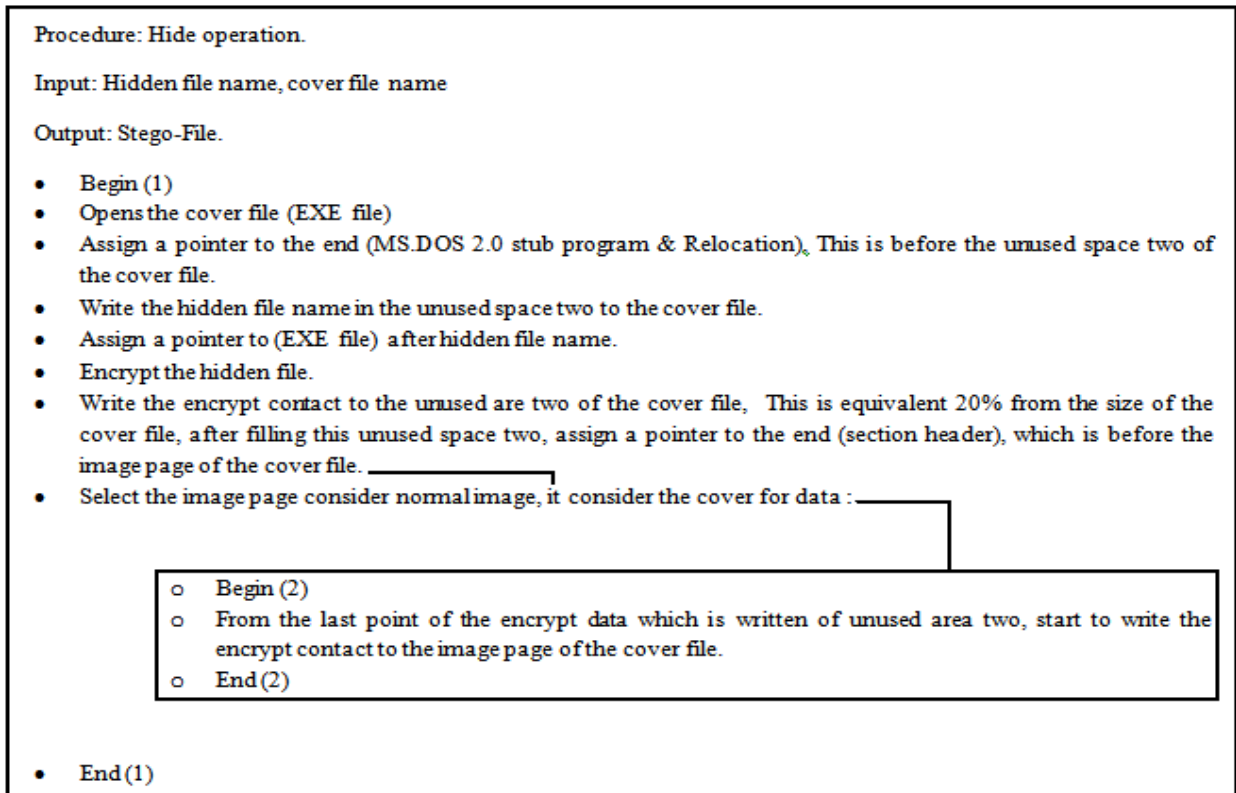 Procedure: Hide operation.
Input: Hidden file name, cover file name
Output: Stego-File.
• Begin (1)
• Opens the cover file (EXE file)
• Assign a pointer to the end (MS.DOS 2.0 stub program & Relocation), This is before the unused space two of
the cover file.
• Write the hidden file name in the unused space two to the cover file.
• Assign a pointer to (EXE file) after hidden file name.
• Encrypt the hidden file.
• Write the encrypt contact to the unused are two of the cover file, This is equivalent 20% from the size of the
cover file, after filling this unused space two, assign a pointer to the end (section header), which is before the
image page of the cover file.
• Select the image page consider normal image, it consider the cover for data :
o Begin (2)
o From the last point of the encrypt data which is written of unused area two, start to write the
encrypt contact to the image page of the cover file.
o End (2)
• End (1)